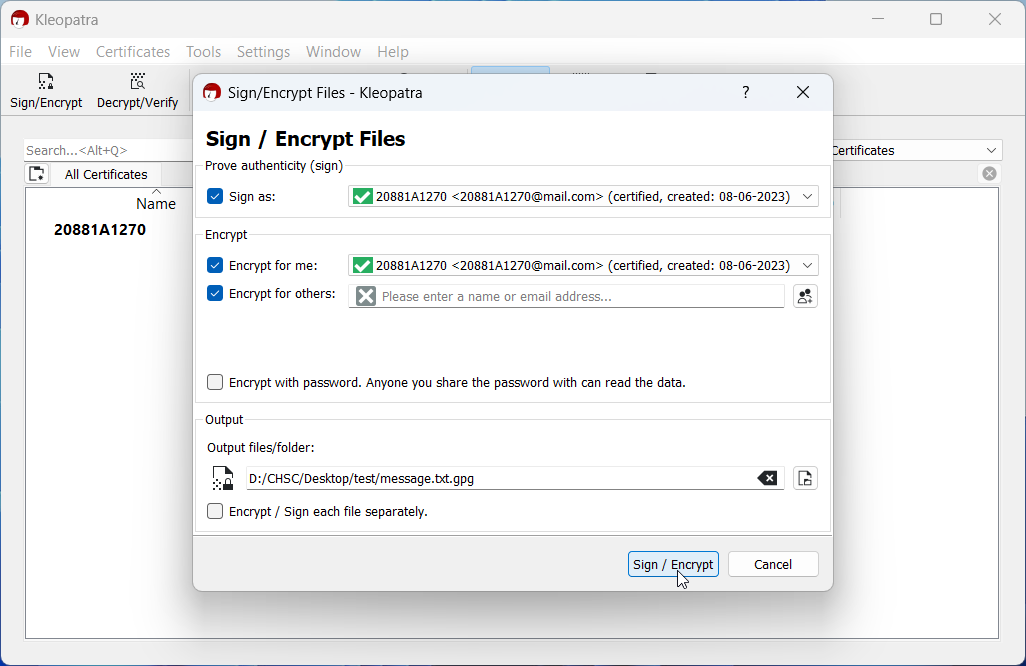 Kleopatra
File View Certificates Tools Settings Window Help
Sign/Encrypt Decrypt/Verify
Search...<Alt+Q>
Certificates
All Certificates
Name
20881A1270
Sign/Encrypt Files - Kleopatra ?
Sign / Encrypt Files
Prove authenticity (sign)
Sign as: 20881A1270 <20881A1270@mail.com> (certified, created: 08-06-2023)
Encrypt
Encrypt for me: 20881A1270 <20881A1270@mail.com> (certified, created: 08-06-2023)
Encrypt for others: Please enter a name or email address...
Encrypt with password. Anyone you share the password with can read the data.
Output
Output files/folder:
D:/CHSC/Desktop/test/message.txt.gpg
Encrypt / Sign each file separately.
Sign / Encrypt Cancel